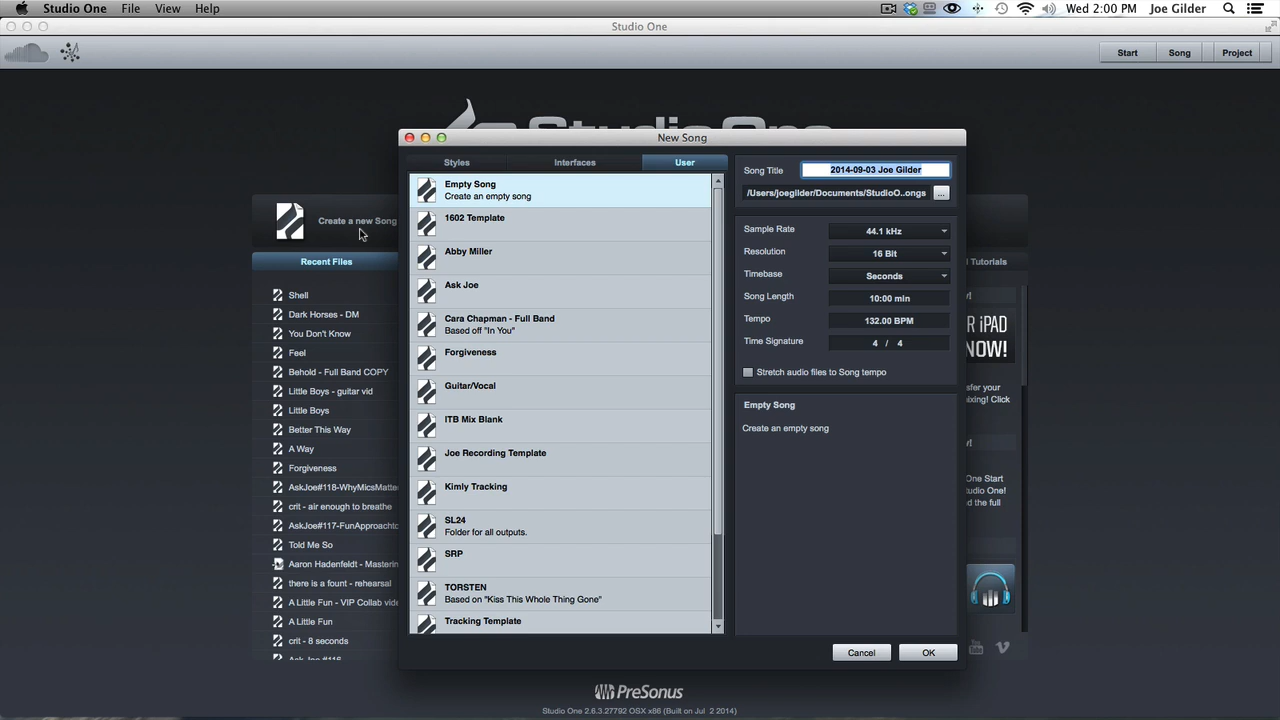 Studio One File View Help
Wed 2:00 PM Joe Gilder
Studio One
Start Song Project
New Song
Styles Interfaces User
Empty Song
Create an empty song
1602 Template
Abby Miller
Ask Joe
Cara Chapman - Full Band
Based off "In You"
Forgiveness
Guitar/Vocal
ITB Mix Blank
Joe Recording Template
Kimly Tracking
SL24
Folder for all outputs.
SRP
TORSTEN
Based on "Kiss This Whole Thing Gone"
Tracking Template
Song Title 2014-09-03 Joe Gilder
/Users/joegilder/Documents/StudioO..ongs ...
Sample Rate 44.1 kHz
Resolution 16 Bit
Timebase Seconds
Song Length 10:00 min
Tempo 132.00 BPM
Time Signature 4 / 4
Stretch audio files to Song tempo
Empty Song
Create an empty song
Cancel OK
Create a new Song
Recent Files
Shell
Dark Horses - DM
You Don't Know
Feel
Behold - Full Band COPY
Little Boys - guitar vid
Little Boys
Better This Way
A Way
Forgiveness
AskJoe#118-WhyMicsMatte
crit - air enough to breathe
AskJoe#117-FunApproachto
Told Me So
Aaron Hadenfeldt - Masterin
there is a fount - rehearsal
A Little Fun - VIP Collab vide
A Little Fun
crit - 8 seconds
Tutorials
R iPAD
NOW!
sfer your
mixing! Click
One Start
tudio One!
d the full
PreSonus
Studio One 2.6.3.27792 OSX x86 (Built on Jul 2 2014)